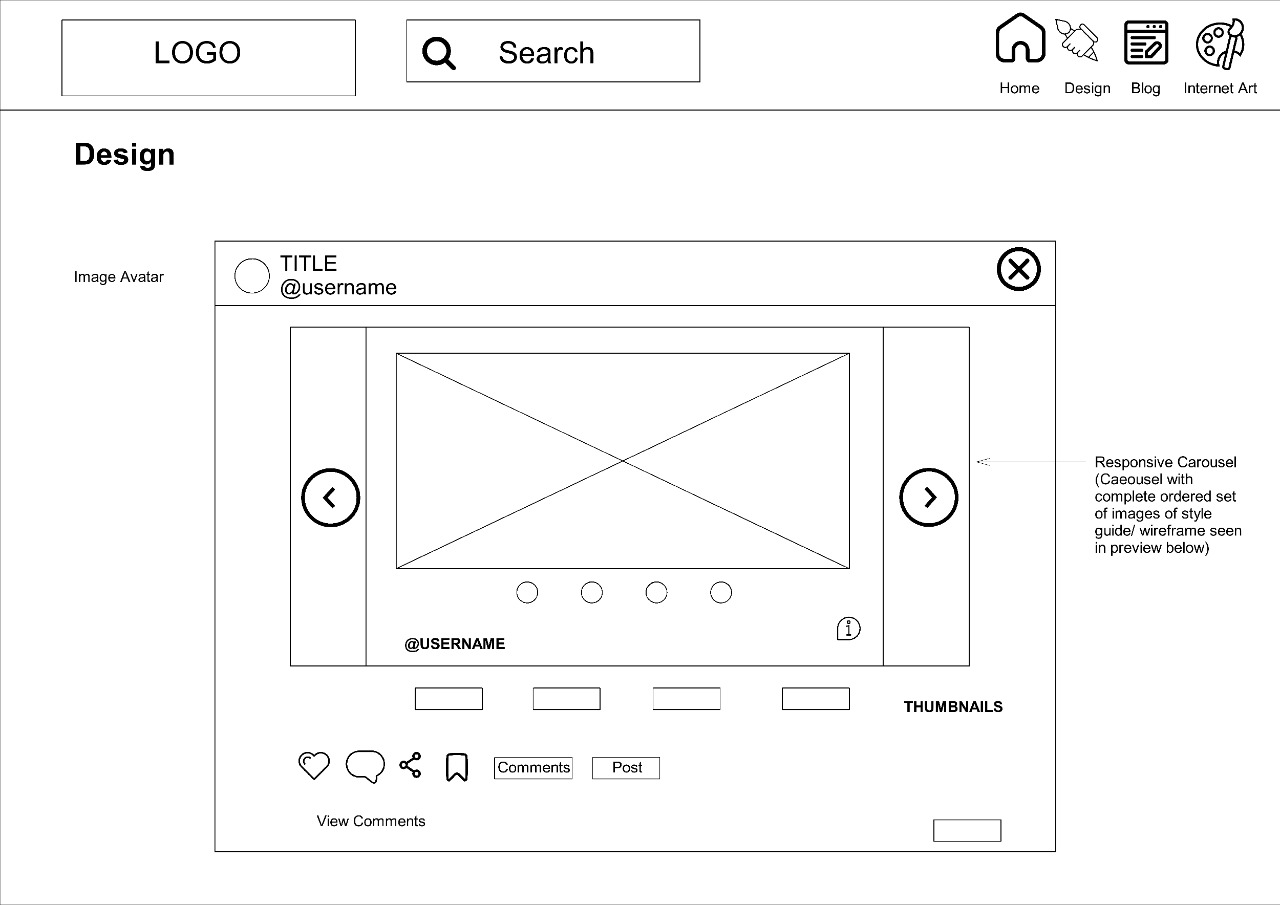 LOGO
Search
Home
Design
Blog
Internet Art
Design
Image Avatar
TITLE
@username
Responsive Carousel
(Caeousel with
complete ordered set
of images of style
guide/ wireframe seen
in preview below)
i
@USERNAME
THUMBNAILS
Comments
Post
View Comments